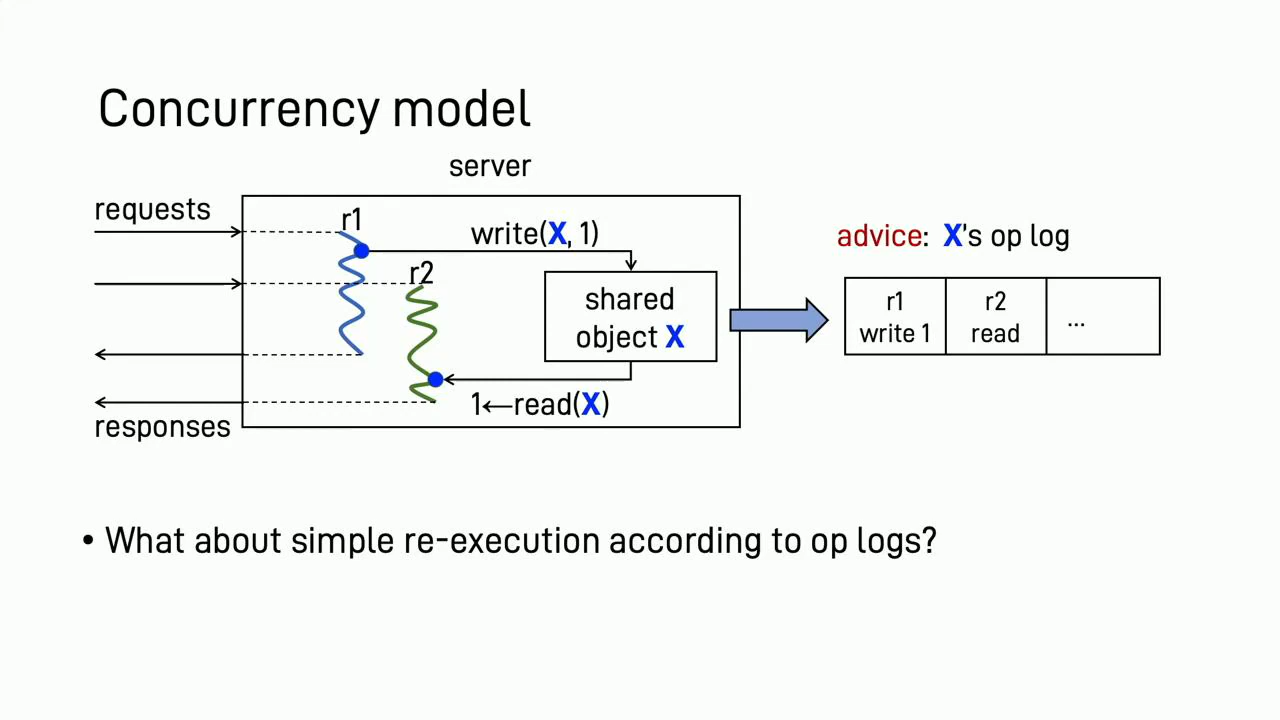 Concurrency model
server
requests
r1
write(X, 1)
advice: X's op log
r2
shared
object X
r1
write 1
r2
read
...
1←read(X)
responses
• What about simple re-execution according to op logs?